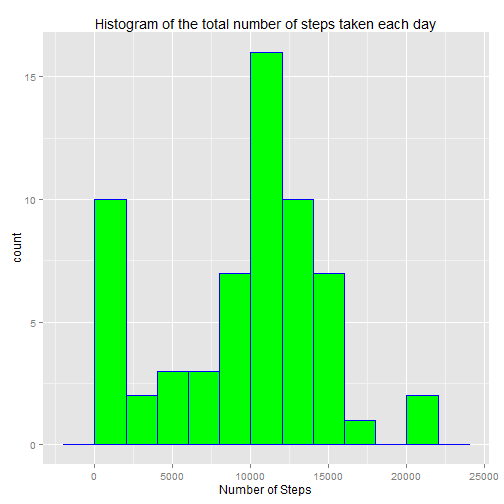 Histogram of the total number of steps taken each day
15
10
5
0
count
0 5000 10000 15000 20000 25000
Number of Steps